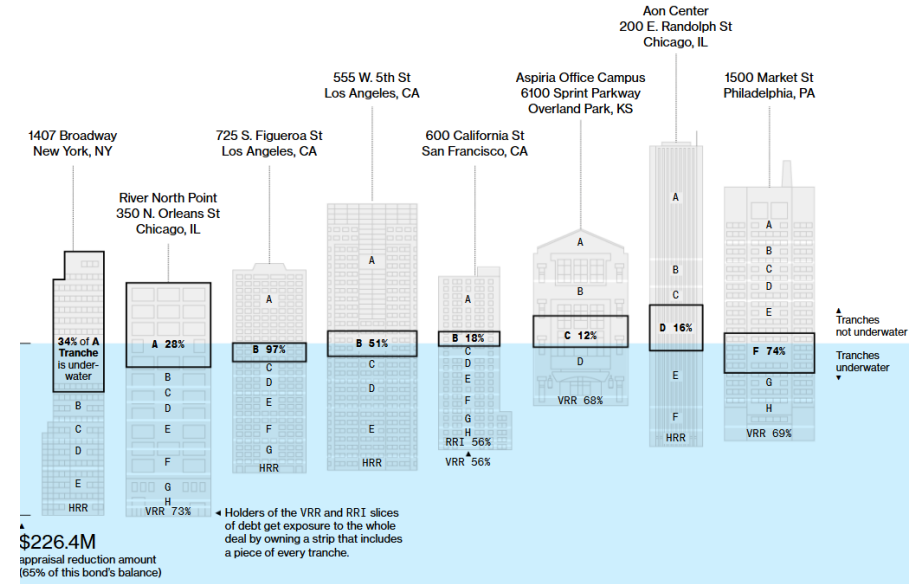 Aon Center
200 E. Randolph St
Chicago, IL
555 W. 5th St
Los Angeles, CA
Aspiria Office Campus
6100 Sprint Parkway
Overland Park, KS
1500 Market St
Philadelphia, PA
1407 Broadway
New York, NY
725 S. Figueroa St
Los Angeles, CA
600 California St
San Francisco, CA
River North Point
350 N. Orleans St
Chicago, IL
34% of A
Tranche
is under-
water
B
C
D
E
HRR
A 28%
B
C
D
E
F
G
H
VRR 73%
A
B 97%
C
D
E
F
G
HRR
A
B 51%
C
D
E
HRR
A
B 18%
C
D
E
F
G
H
RRI 56%
VRR 56%
A
B
C 12%
D
VRR 68%
A
B
C
D 16%
E
F
HRR
A
B
C
D
E
F 74%
G
H
VRR 69%
Tranches
not underwater
Tranches
underwater
Holders of the VRR and RRI slices
of debt get exposure to the whole
deal by owning a strip that includes
a piece of every tranche.
$226.4M
appraisal reduction amount
(65% of this bond's balance)